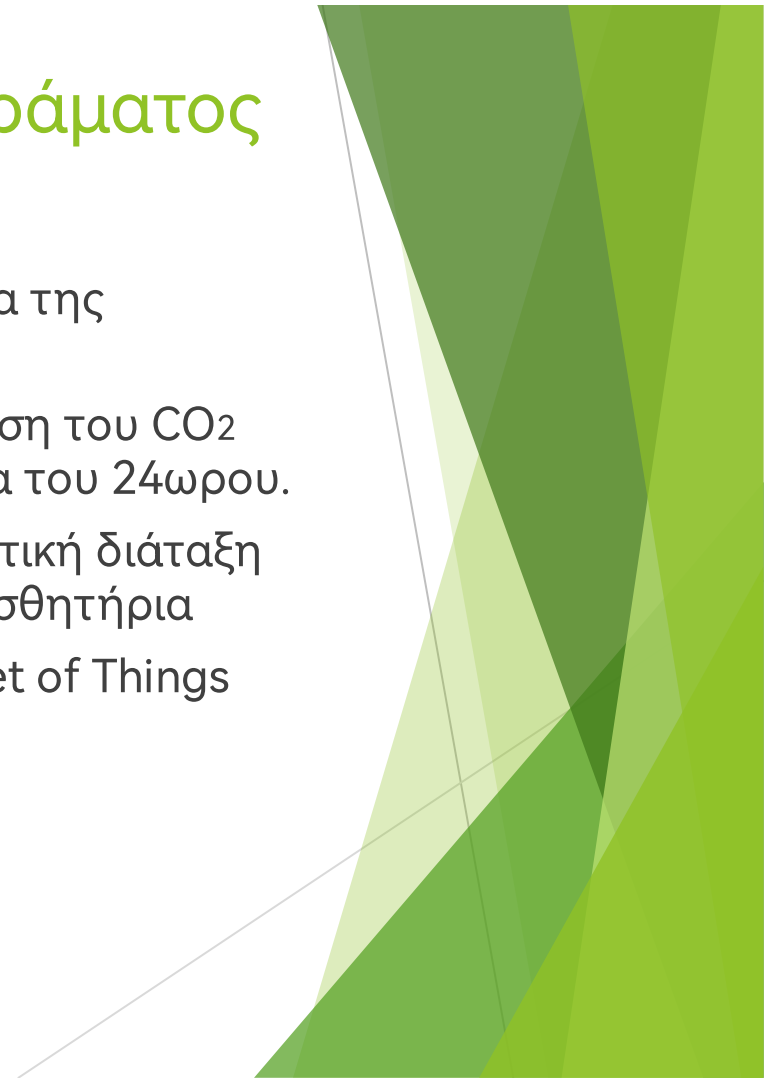 ράματος
α της
ση του CO2
α του 24ωρου.
τική διάταξη
σθητήρια
et of Things